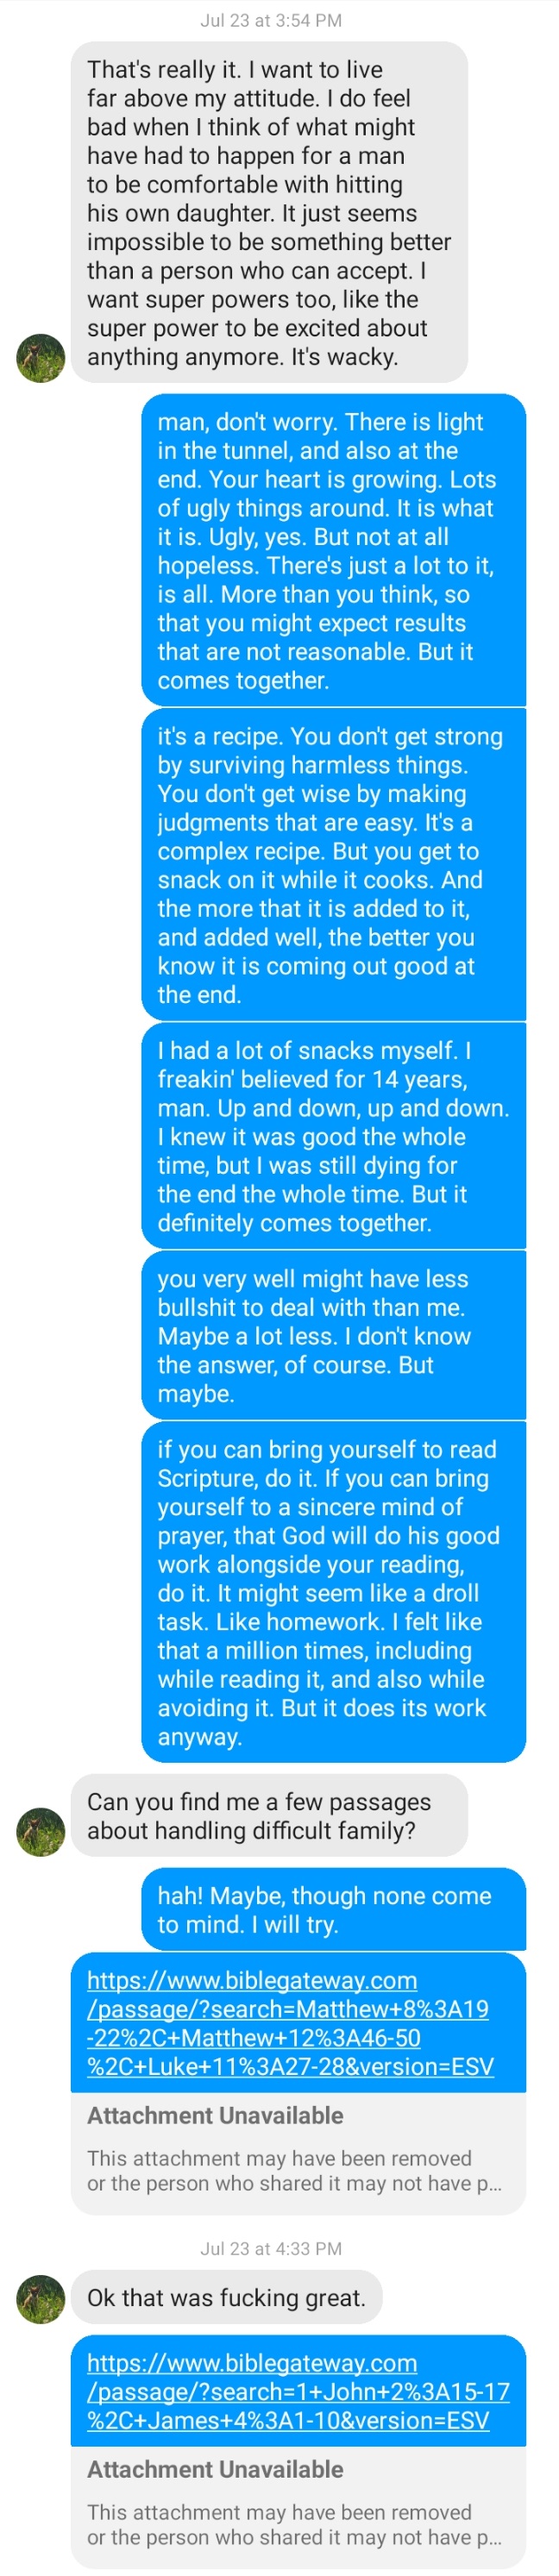 Jul 23 at 3:54 PM
That's really it. I want to live
far above my attitude. I do feel
bad when I think of what might
have had to happen for a man
to be comfortable with hitting
his own daughter. It just seems
impossible to be something better
than a person who can accept. I
want super powers too, like the
super power to be excited about
anything anymore. It's wacky.
man, don't worry. There is light
in the tunnel, and also at the
end. Your heart is growing. Lots
of ugly things around. It is what
it is. Ugly, yes. But not at all
hopeless. There's just a lot to it,
is all. More than you think, so
that you might expect results
that are not reasonable. But it
comes together.
it's a recipe. You don't get strong
by surviving harmless things.
You don't get wise by making
judgments that are easy. It's a
complex recipe. But you get to
snack on it while it cooks. And
the more that it is added to it,
and added well, the better you
know it is coming out good at
the end.
I had a lot of snacks myself. I
freakin' believed for 14 years,
man. Up and down, up and down.
I knew it was good the whole
time, but I was still dying for
the end the whole time. But it
definitely comes together.
you very well might have less
bullshit to deal with than me.
Maybe a lot less. I don't know
the answer, of course. But
maybe.
if you can bring yourself to read
Scripture, do it. If you can bring
yourself to a sincere mind of
prayer, that God will do his good
work alongside your reading,
do it. It might seem like a droll
task. Like homework. I felt like
that a million times, including
while reading it, and also while
avoiding it. But it does its work
anyway.
Can you find me a few passages
about handling difficult family?
hah! Maybe, though none come
to mind. I will try.
https://www.biblegateway.com
/passage/?search=Matthew+8%3A19
-22%2C+Matthew+12%3A46-50
%2C+Luke+11%3A27-28&version=ESV
Attachment Unavailable
This attachment may have been removed
or the person who shared it may not have p...
Jul 23 at 4:33 PM
Ok that was fucking great.
https://www.biblegateway.com
/passage/?search=1+John+2%3A15-17
%2C+James+4%3A1-10&version=ESV
Attachment Unavailable
This attachment may have been removed
or the person who shared it may not have p...